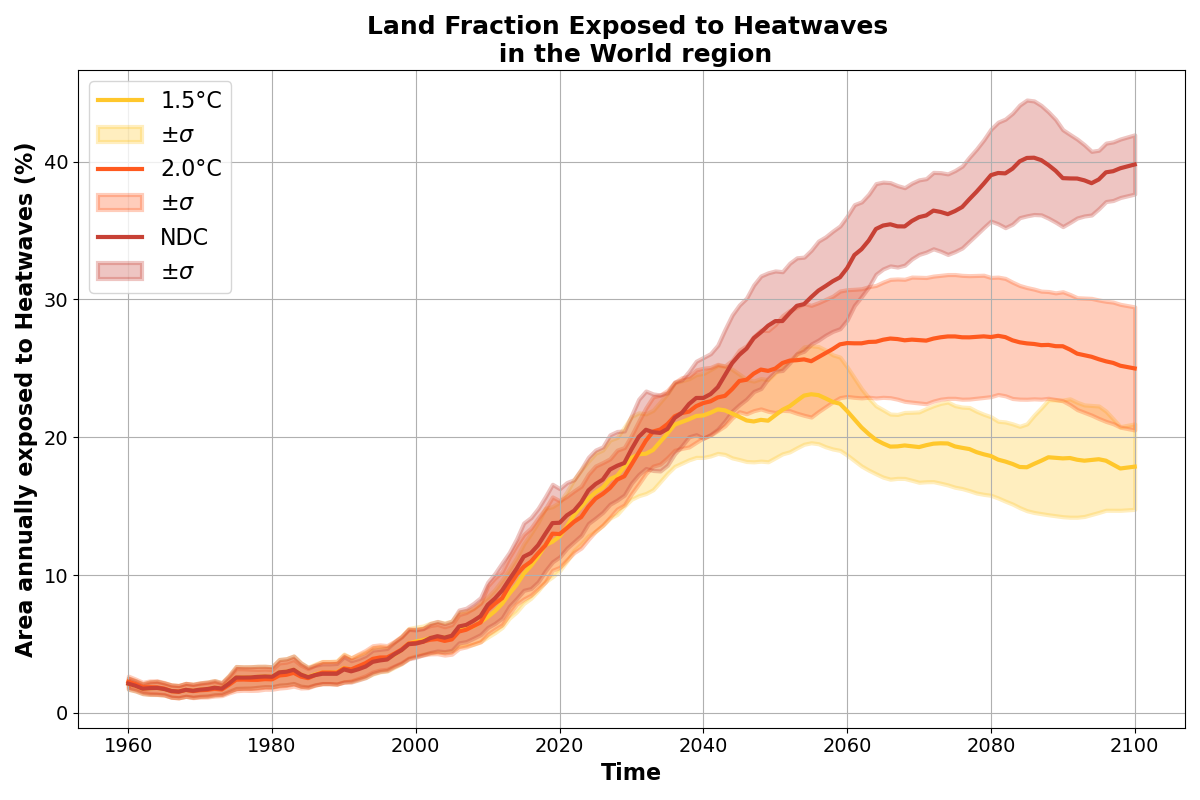 Land Fraction Exposed to Heatwaves
in the World region
1.5°C
±σ
2.0°C
±σ
NDC
±σ
Area annually exposed to Heatwaves (%)
40
30
20
10
0
1960 1980 2000 2020 2040 2060 2080 2100
Time